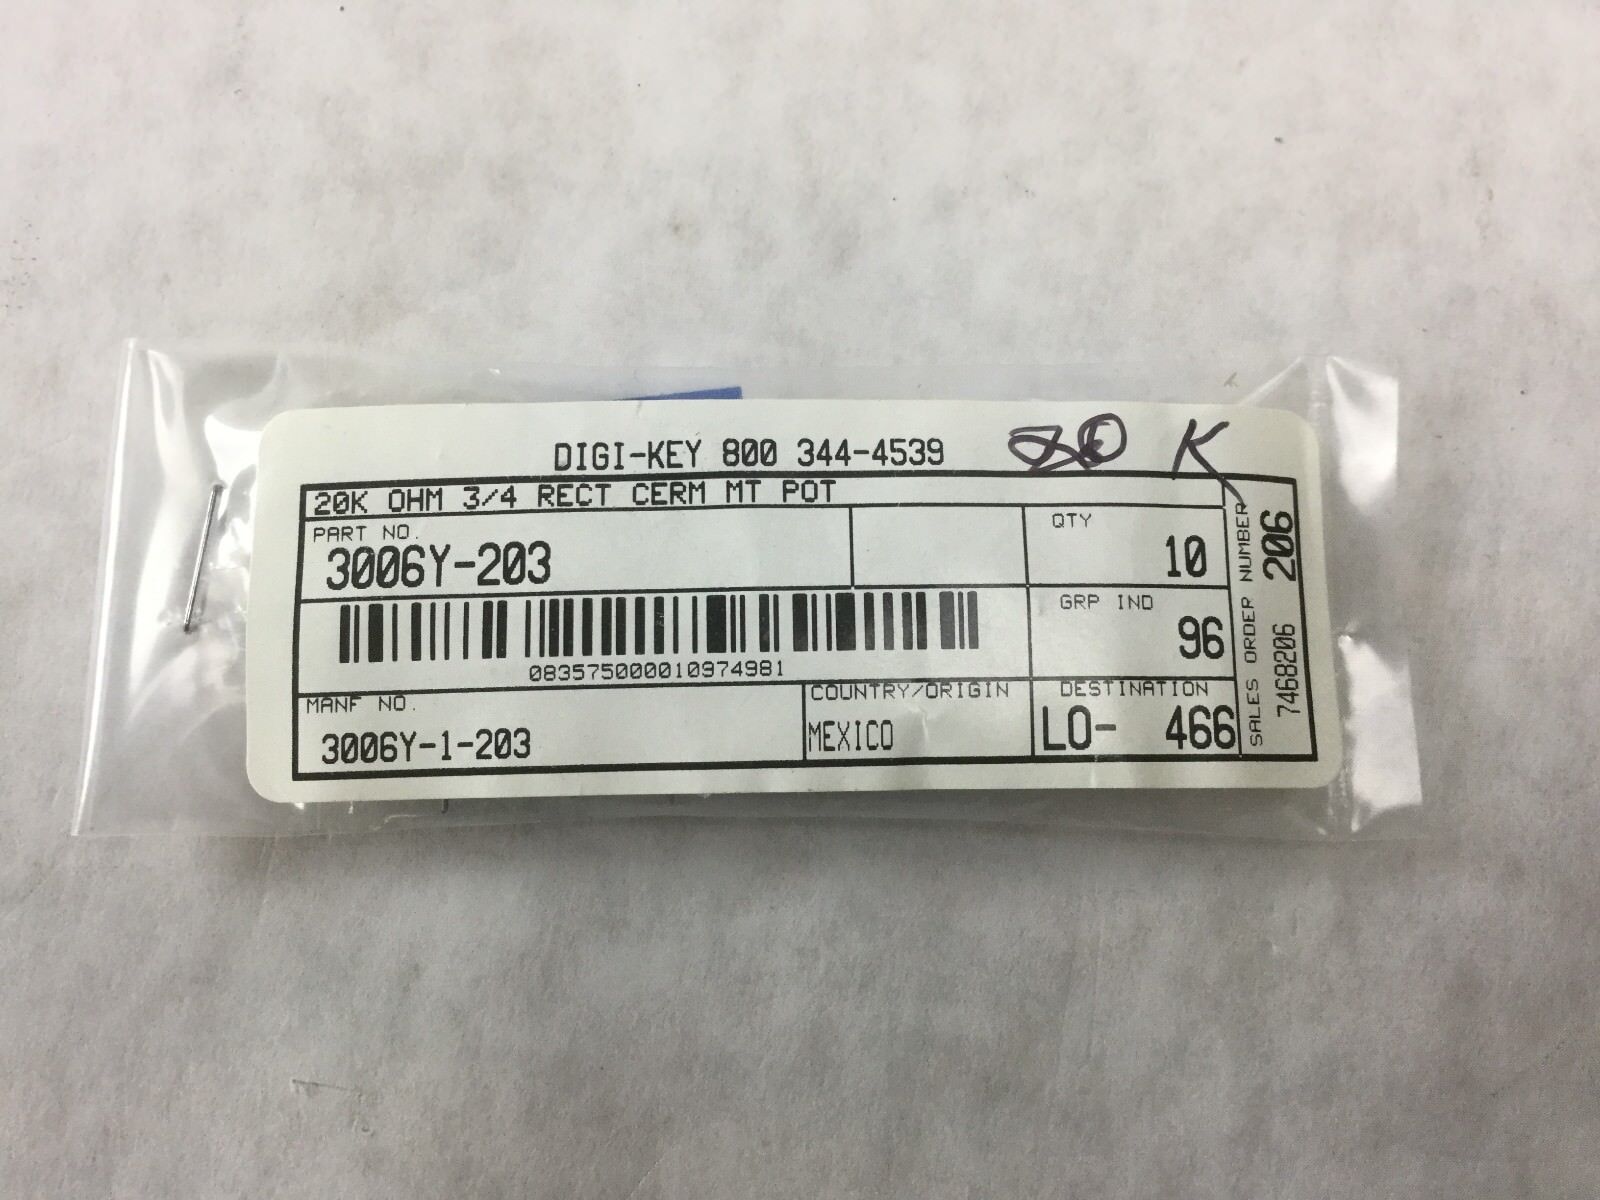 DIGI-KEY 800 344-4539 20 K
20K OHM 3/4 RECT CERM MT POT
PART NO.
3006Y-203
QTY
10
083575000010974981
GRP IND
96
MANF NO.
3006Y-1-203
COUNTRY/ORIGIN
MEXICO
DESTINATION
LO- 466
SALES ORDER NUMBER
7468206 206